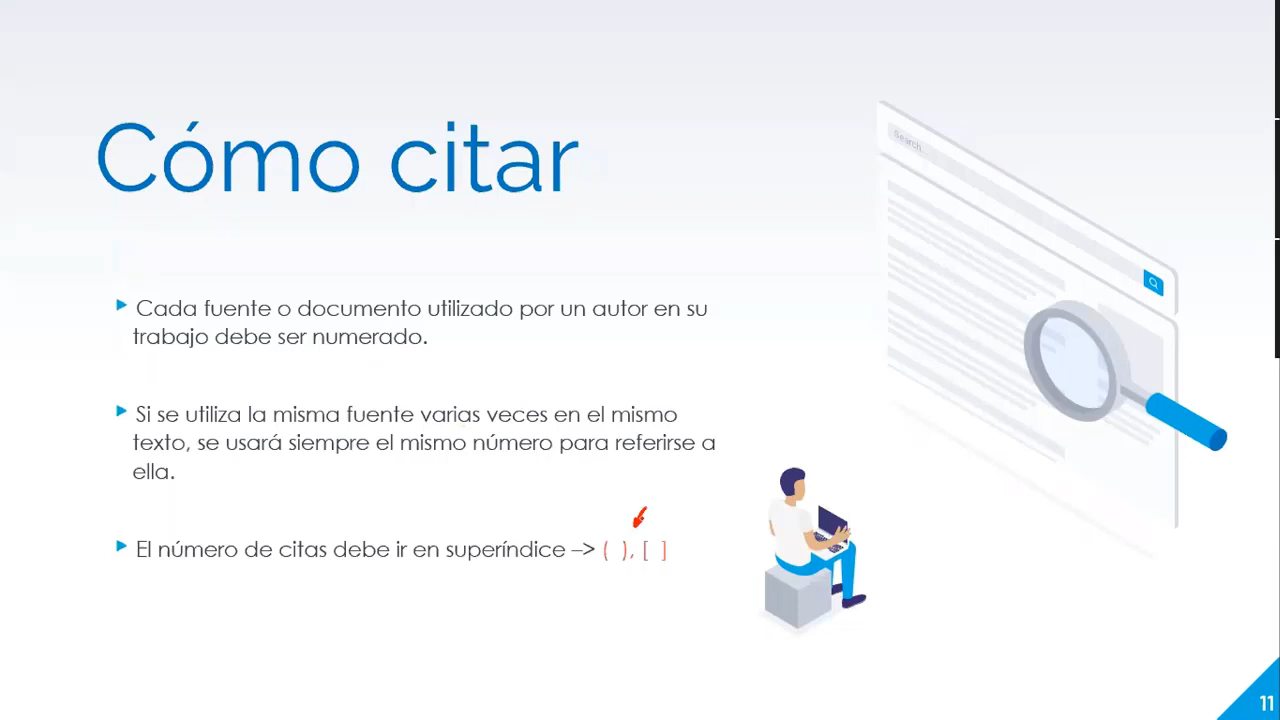 Cómo citar
search
Cada fuente o documento utilizado por un autor en su
trabajo debe ser numerado.
Si se utiliza la misma fuente varias veces en el mismo
texto, se usará siempre el mismo número para referirse a
ella.
El número de citas debe ir en superíndice –> ( ), [ ]
11